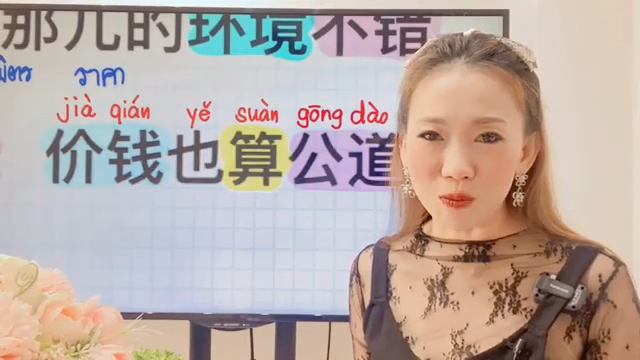 那儿的环境不错
ราคา
jià qián yě suàn gōng dào
价钱也算公道